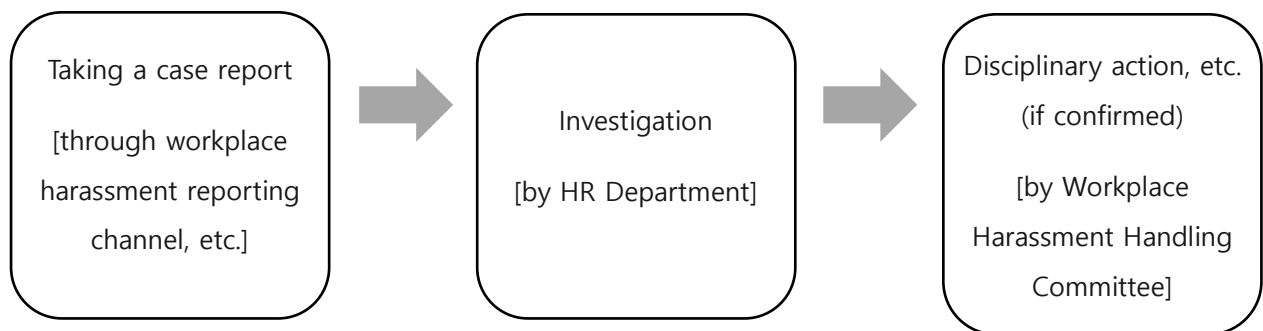 Taking a case report
[through workplace
harassment reporting
channel, etc.]
Investigation
[by HR Department]
Disciplinary action, etc.
(if confirmed)
[by Workplace
Harassment Handling
Committee]